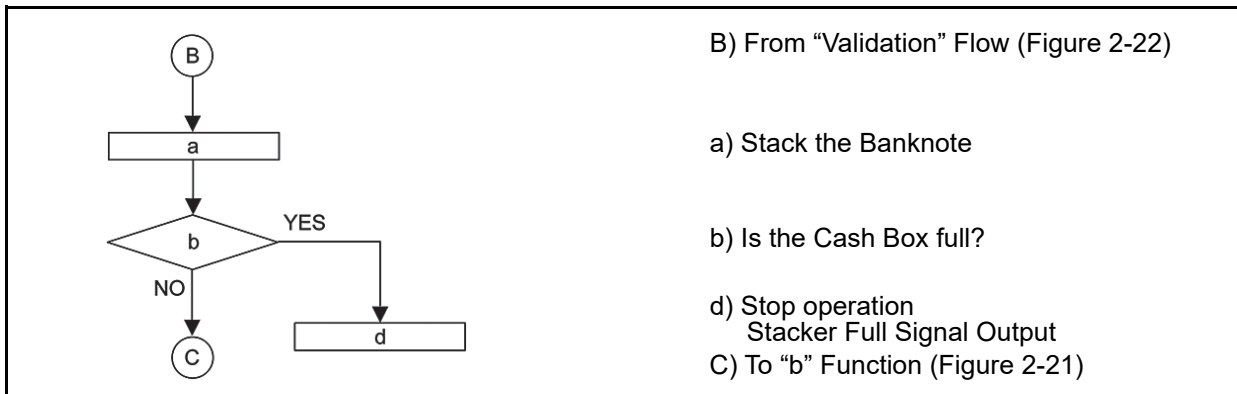 B
a
b
YES
NO
d
C
B) From “Validation” Flow (Figure 2-22)
a) Stack the Banknote
b) Is the Cash Box full?
d) Stop operation
Stacker Full Signal Output
C) To “b” Function (Figure 2-21)